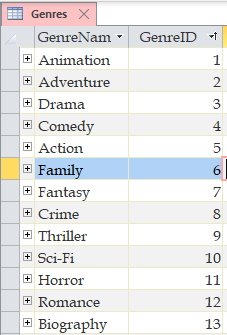 Genres
GenreNam GenreID
Animation 1
Adventure 2
Drama 3
Comedy 4
Action 5
Family 6
Fantasy 7
Crime 8
Thriller 9
Sci-Fi 10
Horror 11
Romance 12
Biography 13